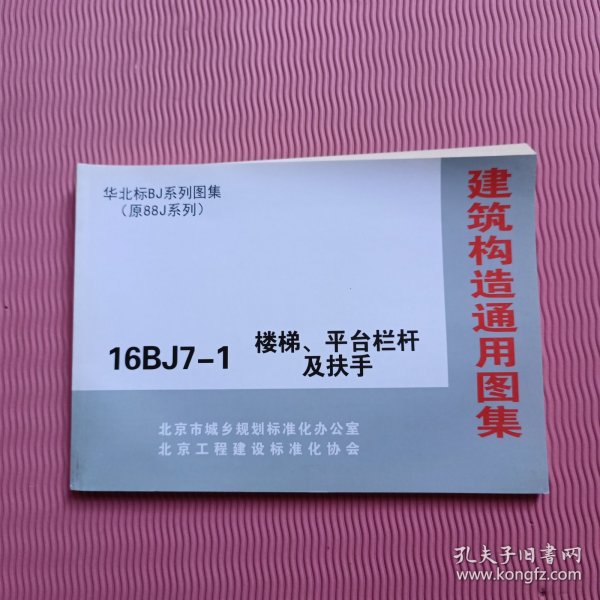 华北标BJ系列图集
（原88J系列）
建筑构造通用图集
16BJ7-1
楼梯、平台栏杆
及扶手
北京市城乡规划标准化办公室
北京工程建设标准化协会
孔夫子旧书网
www.kongfz.com